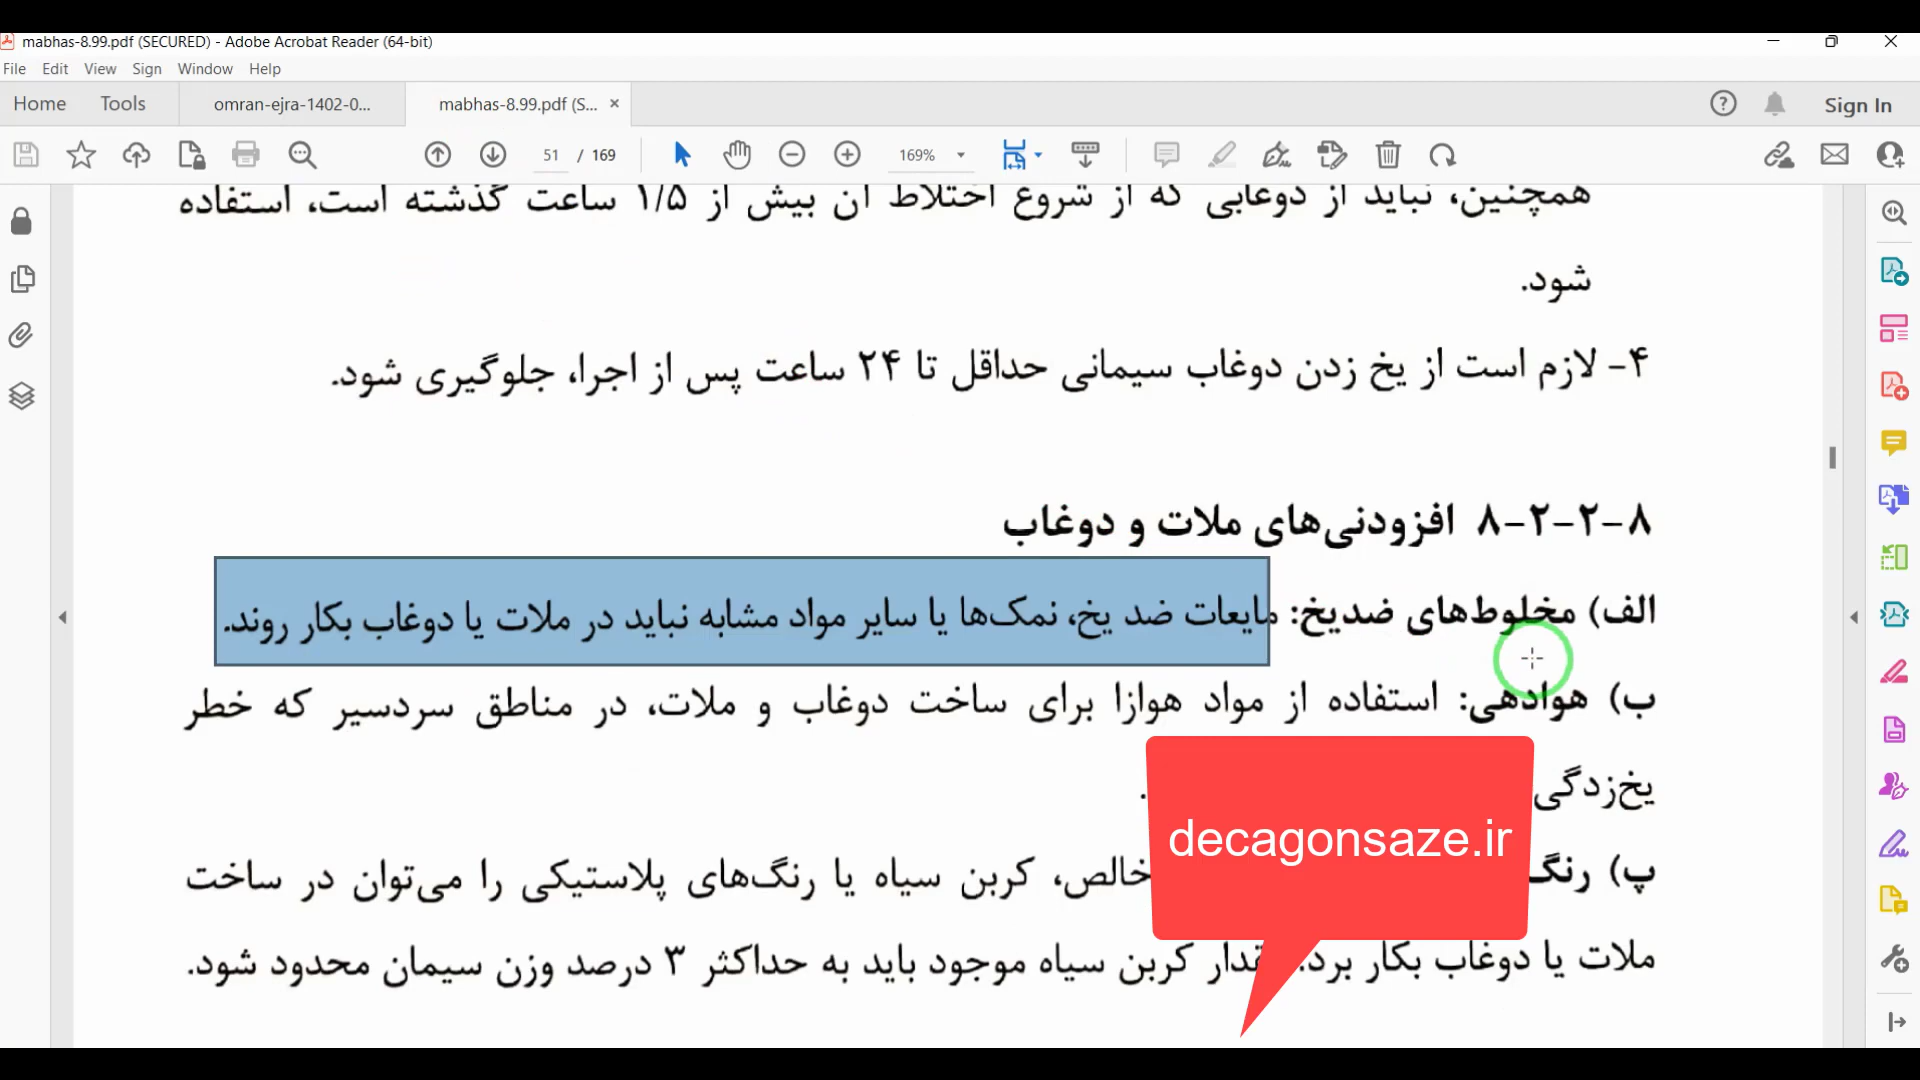 mabhas-8.99.pdf (SECURED) - Adobe Acrobat Reader (64-bit)
File Edit View Sign Window Help
Home Tools omran-ejra-1402-0... mabhas-8.99.pdf (S... × Sign In
51 / 169 169%
همچنین، نباید از دوغابی که از شروع اختلاط آن بیش از ۱/۵ ساعت گذشته است، استفاده
شود.
۴- لازم است از یخ زدن دوغاب سیمانی حداقل تا ۲۴ ساعت پس از اجرا، جلوگیری شود.
۸-۲-۲-۸ افزودنی‌های ملات و دوغاب
الف) مخلوط‌های ضدیخ: مایعات ضد یخ، نمک‌ها یا سایر مواد مشابه نباید در ملات یا دوغاب بکار روند.
ب) هوادهی: استفاده از مواد هوازا برای ساخت دوغاب و ملات، در مناطق سردسیر که خطر
یخ‌زدگی .
decagonsaze.ir
پ) رنگ خالص، کربن سیاه یا رنگ‌های پلاستیکی را می‌توان در ساخت
ملات یا دوغاب بکار برد. کربن سیاه موجود باید به حداکثر ۳ درصد وزن سیمان محدود شود.